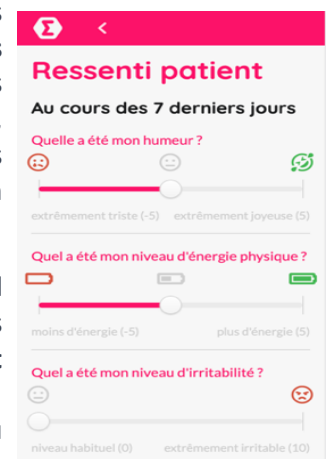 Σ <
Ressenti patient
Au cours des 7 derniers jours
Quelle a été mon humeur ?
extrêmement triste (-5) extrêmement joyeuse (5)
Quel a été mon niveau d'énergie physique ?
moins d'énergie (-5) plus d'énergie (5)
Quel a été mon niveau d'irritabilité ?
niveau habituel (0) extrêmement irritable (10)